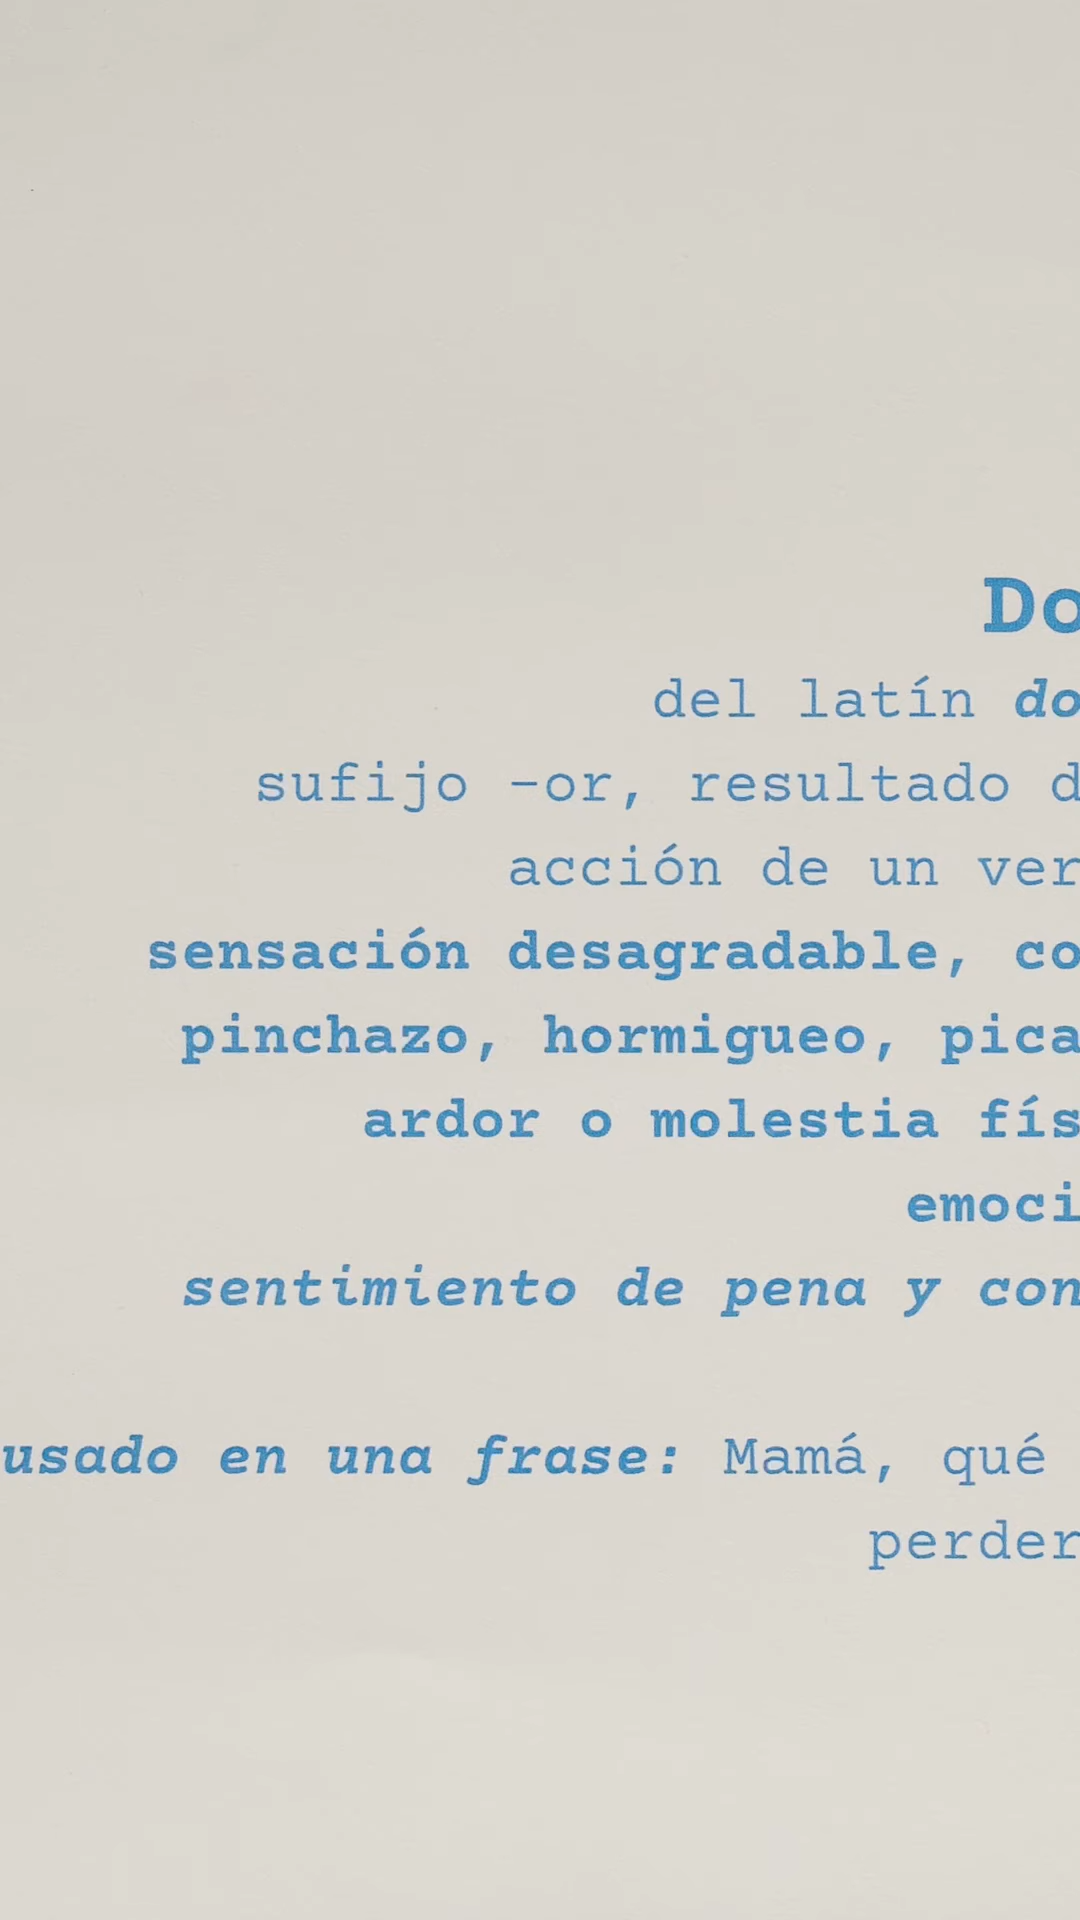 Do
del latín do
sufijo -or, resultado d
acción de un ver
sensación desagradable, co
pinchazo, hormigueo, pica
ardor o molestia fís
emoci
sentimiento de pena y con
usado en una frase: Mamá, qué
perder